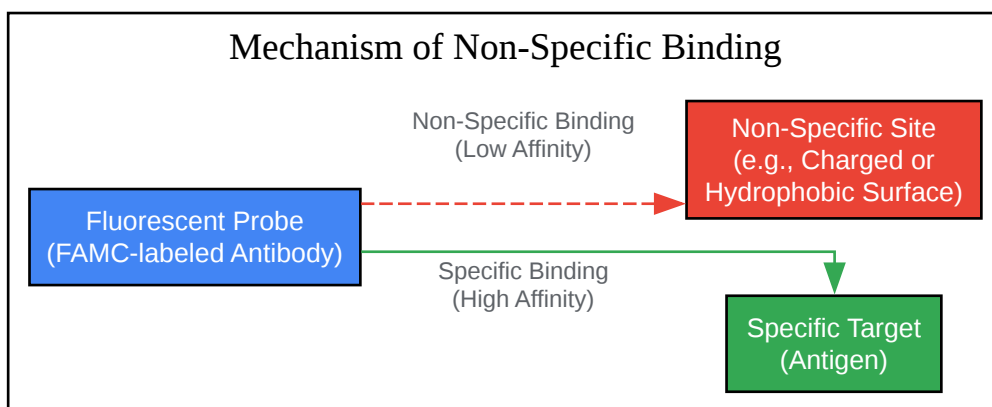 Mechanism of Non-Specific Binding
Non-Specific Binding
(Low Affinity)
Non-Specific Site
(e.g., Charged or
Hydrophobic Surface)
Fluorescent Probe
(FAMC-labeled Antibody)
Specific Binding
(High Affinity)
Specific Target
(Antigen)